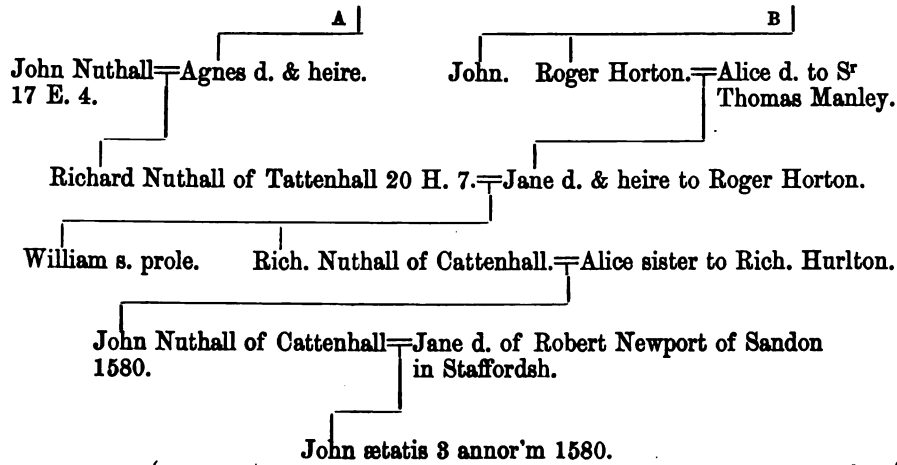 A B
John Nuthall Agnes d. & heire. John. Roger Horton. Alice d. to Sr
17 E. 4. Thomas Manley.
Richard Nuthall of Tattenhall 20 H. 7. Jane d. & heire to Roger Horton.
William s. prole. Rich. Nuthall of Cattenhall. Alice sister to Rich. Hurlton.
John Nuthall of Cattenhall Jane d. of Robert Newport of Sandon
1580. in Staffordsh.
John ætatis 3 annor'm 1580.